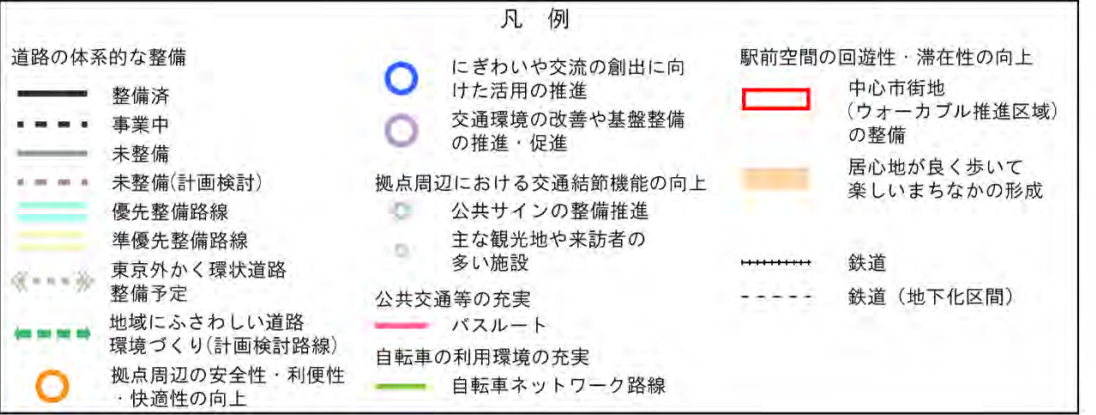 凡 例
道路の体系的な整備
整備済
事業中
未整備
未整備(計画検討)
優先整備路線
準優先整備路線
東京外かく環状道路
整備予定
地域にふさわしい道路
環境づくり(計画検討路線)
拠点周辺の安全性・利便性
・快適性の向上
にぎわいや交流の創出に向
けた活用の推進
交通環境の改善や基盤整備
の推進・促進
拠点周辺における交通結節機能の向上
公共サインの整備推進
主な観光地や来訪者の
多い施設
公共交通等の充実
バスルート
自転車の利用環境の充実
自転車ネットワーク路線
駅前空間の回遊性・滞在性の向上
中心市街地
(ウォーカブル推進区域)
の整備
居心地が良く歩いて
楽しいまちなかの形成
鉄道
鉄道（地下化区間）